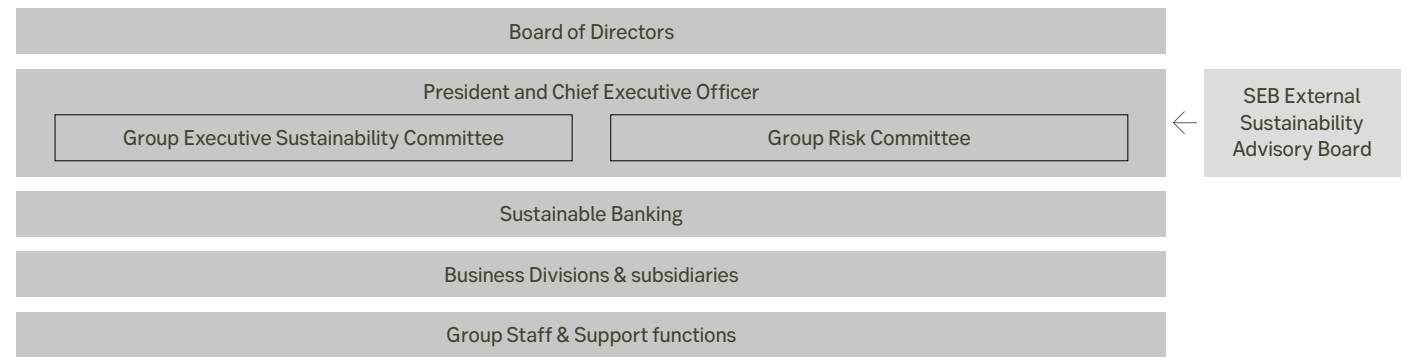 Board of Directors
President and Chief Executive Officer
Group Executive Sustainability Committee
Group Risk Committee
SEB External
Sustainability
Advisory Board
Sustainable Banking
Business Divisions & subsidiaries
Group Staff & Support functions